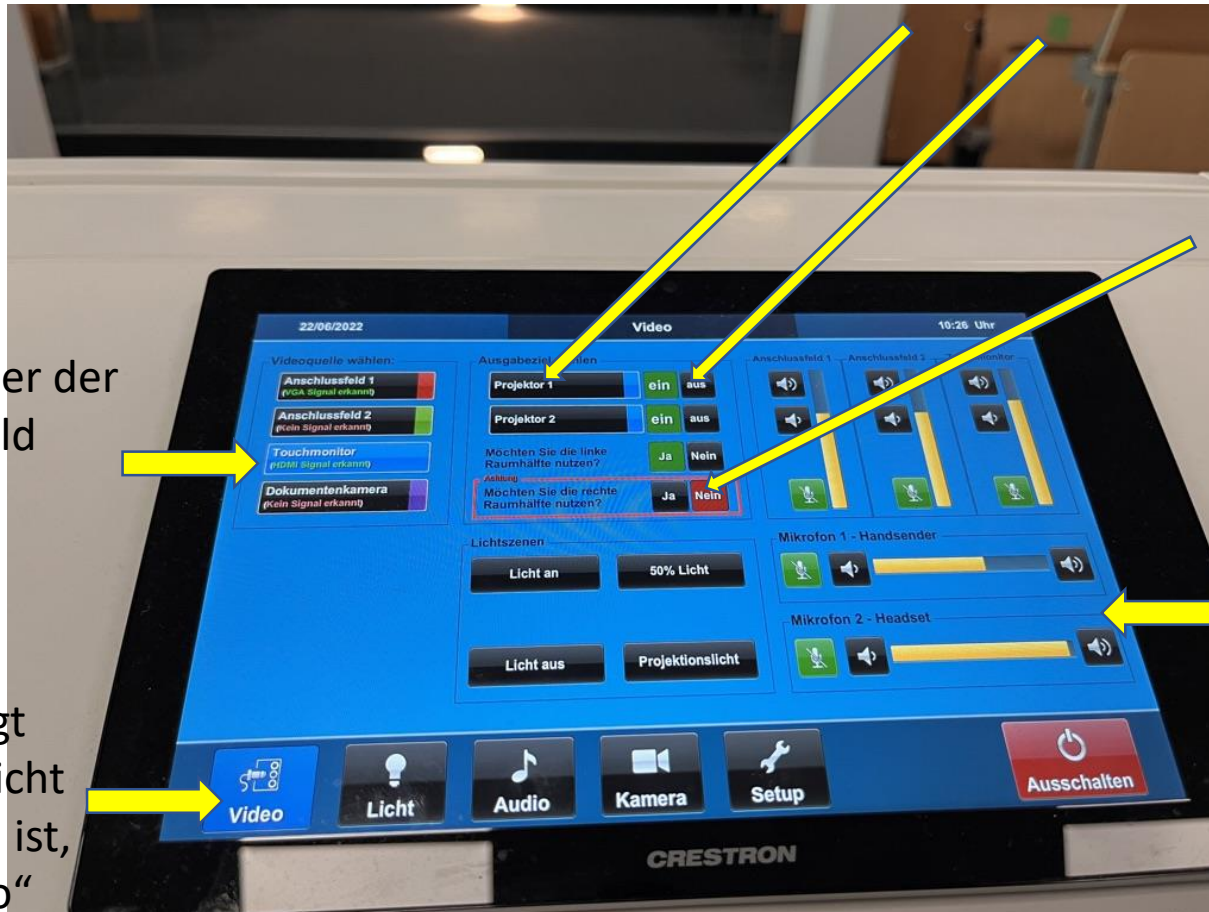 er der
ld
gt
icht
ist,
o“
22/06/2022
Video
10:26 Uhr
Videoquelle wählen:
Anschlussfeld 1
(VGA Signal erkannt)
Anschlussfeld 2
(Kein Signal erkannt)
Touchmonitor
(HDMI Signal erkannt)
Dokumentenkamera
(Kein Signal erkannt)
Projektor 1
ein
aus
Projektor 2
ein
aus
Möchten Sie die linke
Raumhälfte nutzen?
Ja
Nein
Achtung
Möchten Sie die rechte
Raumhälfte nutzen?
Ja
Nein
Lichtszenen
Licht an
50% Licht
Licht aus
Projektionslicht
Anschlussfeld 1
Anschlussfeld 2
Mikrofon 1 - Handsender
Mikrofon 2 - Headset
Video
Licht
Audio
Kamera
Setup
Ausschalten
CRESTRON